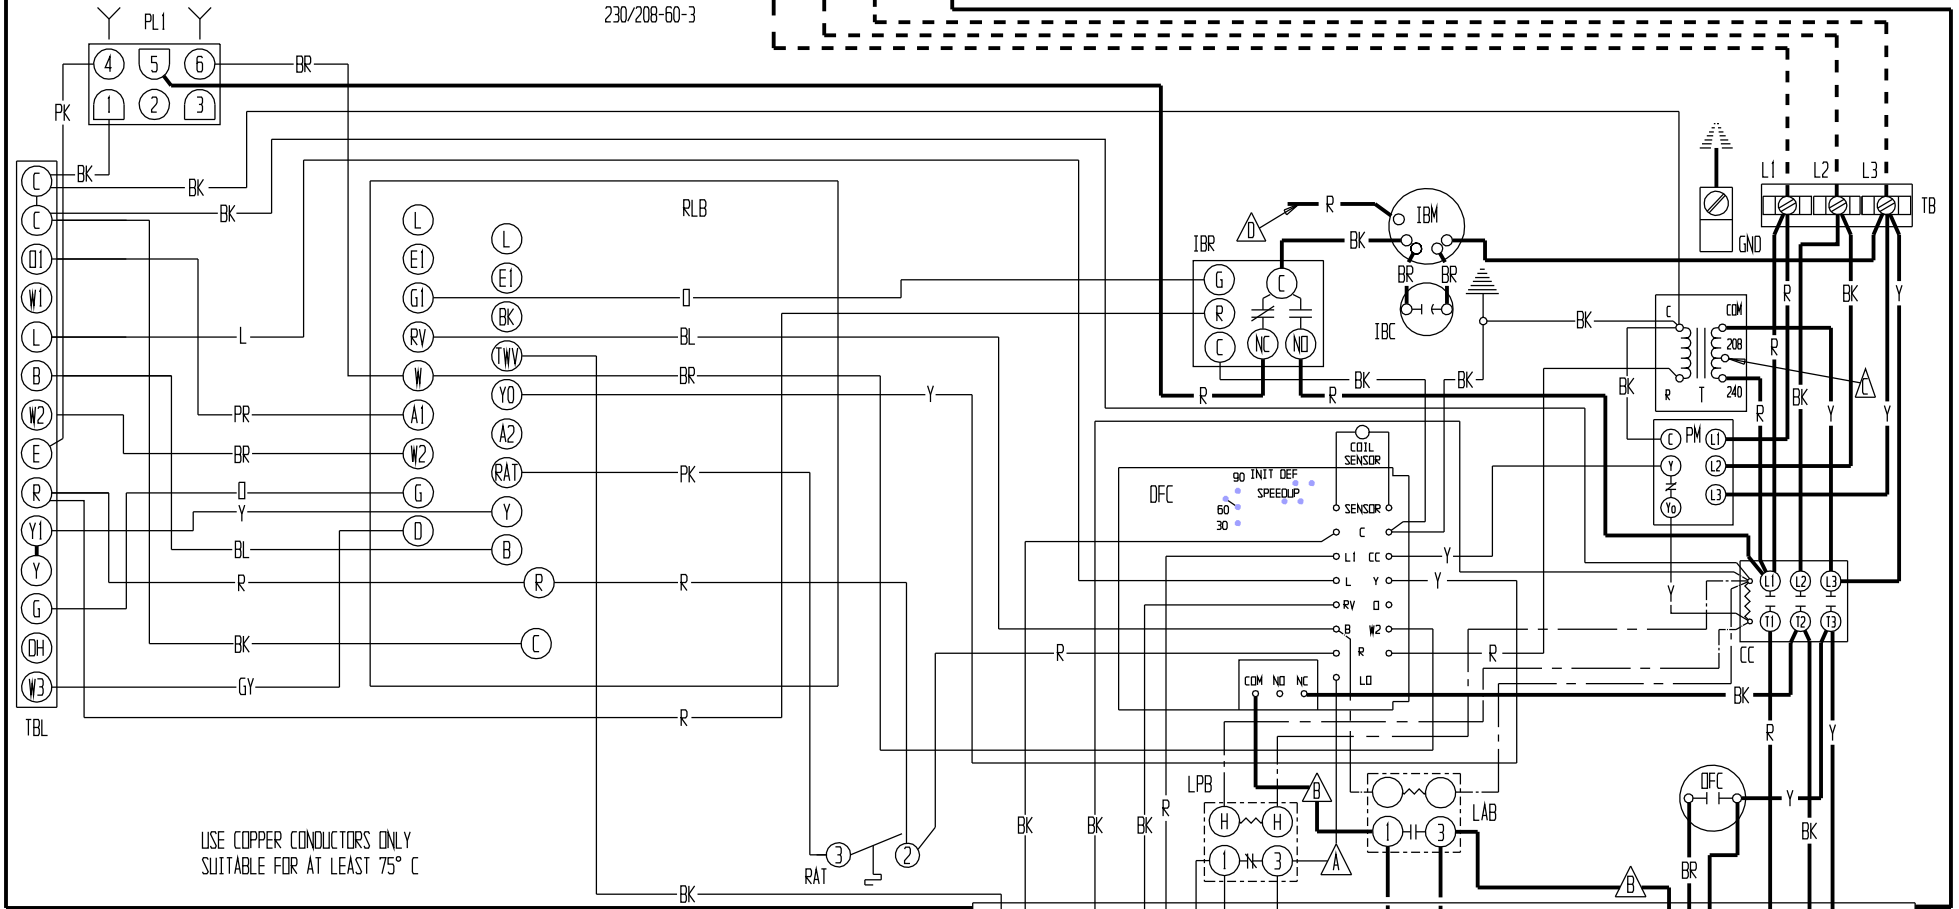 230/208-60-3
PL1
4 5 6
1 2 3
BR
PK
BK
BK
BK
C
C
O1
W1
L
B
W2
E
R
Y1
Y
G
DH
W3
TBL
L
PR
BR
O
Y
BL
R
BK
GY
RLB
L
E1
G1
RV
W
A1
W2
G
D
L
E1
BK
TWV
YO
A2
RAT
Y
B
R
C
O
BL
BR
Y
PK
R
R
BK
RAT
3 2
USE COPPER CONDUCTORS ONLY
SUITABLE FOR AT LEAST 75° C
D
R
IBM
BK
BR BR
IBC
IBR
G
R
C
C
NC NO
R
R
BK
BK
BK
GND
L1 L2 L3
TB
R
BK
Y
C COM
208
240
R T
C
R
BK
BK
R
Y
Y
C PM L1
Y L2
L3
YO
Y
L1 L2 L3
T1 T2 T3
CC
COIL
SENSOR
DFC
90 INIT DEF
SPEEDUP
60
30
SENSOR
C
L1 CC
L Y
RV O
B W2
R
LO
COM NO NC
Y
Y
R
R
BK
R
Y
BK
LPB
H H
1 3
A
B
LAB
1 3
OFC
Y
BK
BR
B
BK
BK
BK
R